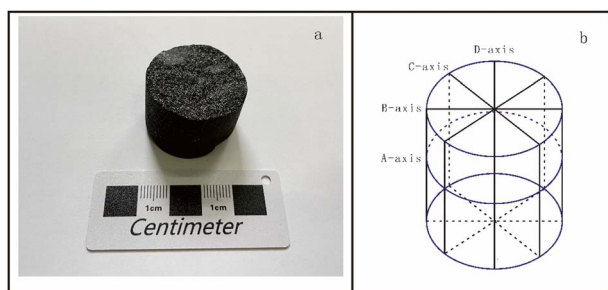 a
1cm 1cm
Centimeter
b
D-axis
C-axis
B-axis
A-axis